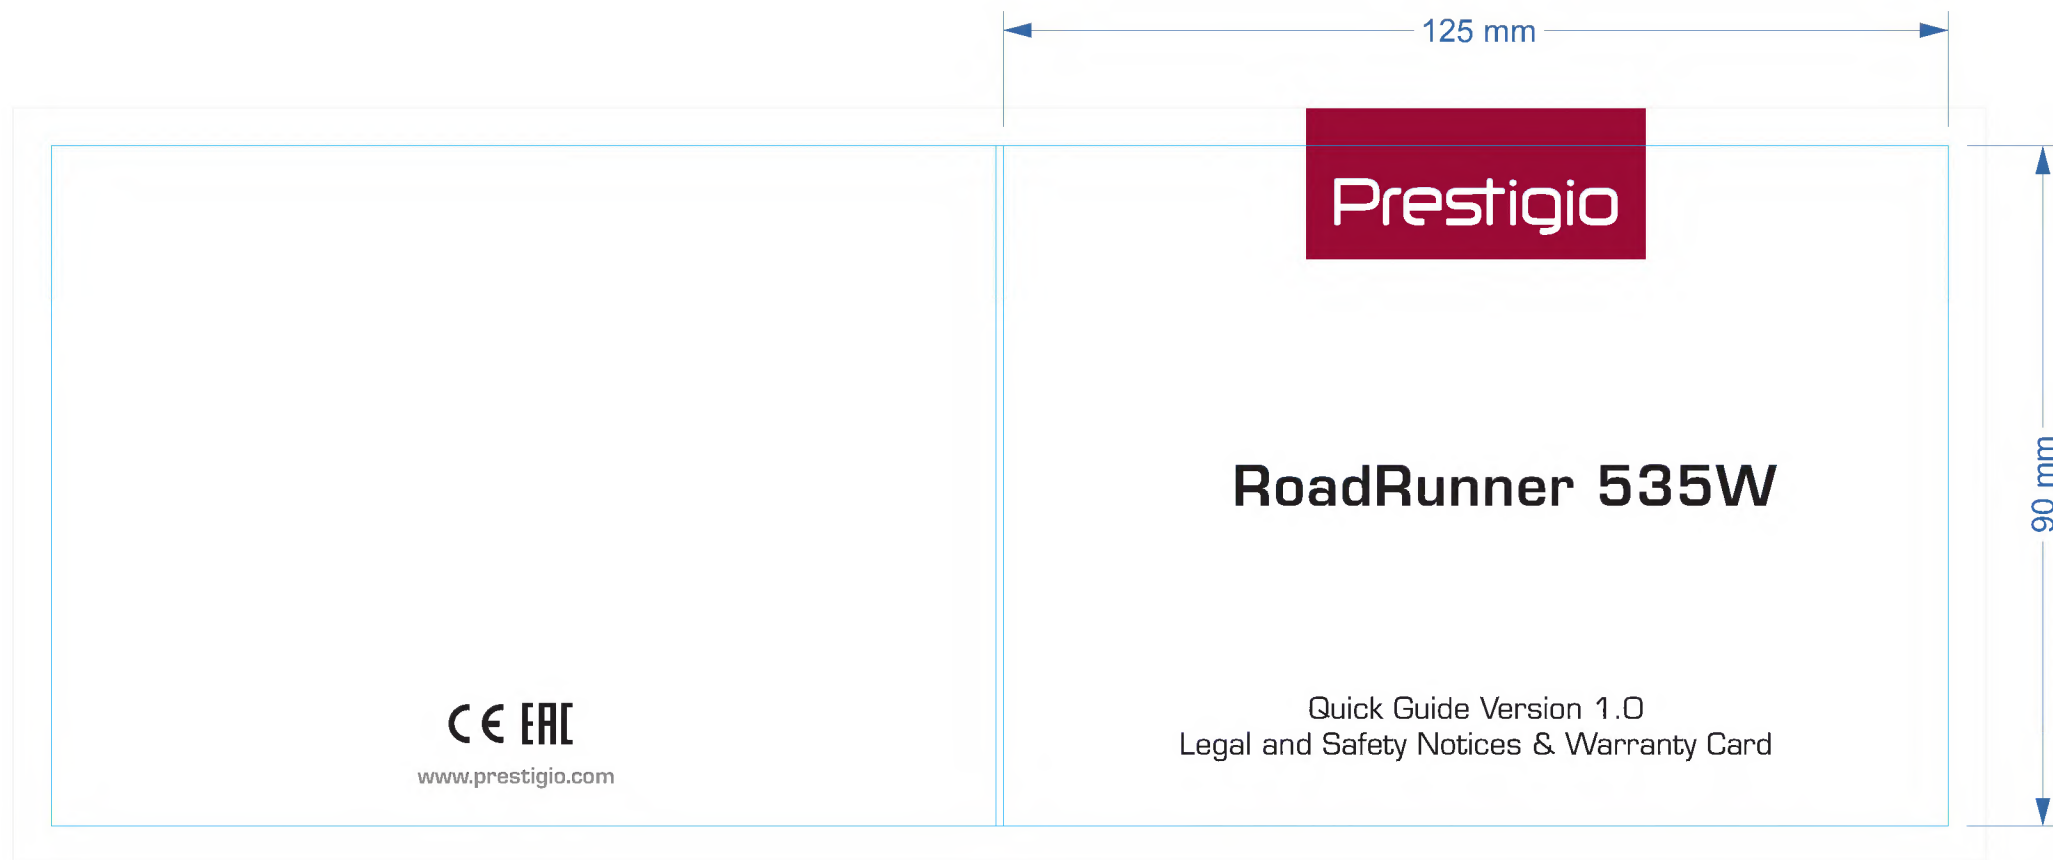 125 mm
Prestigio
RoadRunner 535W
90 mm
Quick Guide Version 1.0
Legal and Safety Notices & Warranty Card
CE EAC
www.prestigio.com